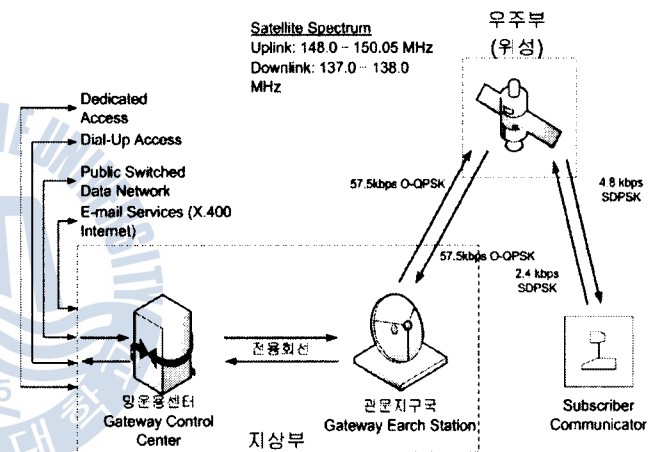 Satellite Spectrum
Uplink: 148.0 - 150.05 MHz
Downlink: 137.0 - 138.0
MHz
우주부
(위성)
Dedicated
Access
Dial-Up Access
Public Switched
Data Network
E-mail Services (X.400
Internet)
57.5kbps O-QPSK
57.5kbps O-QPSK
4.8 kbps
SDPSK
2.4 kbps
SDPSK
전용회선
망운용센터
Gateway Control
Center
지상부
관문지구국
Gateway Earch Station
Subscriber
Communicator